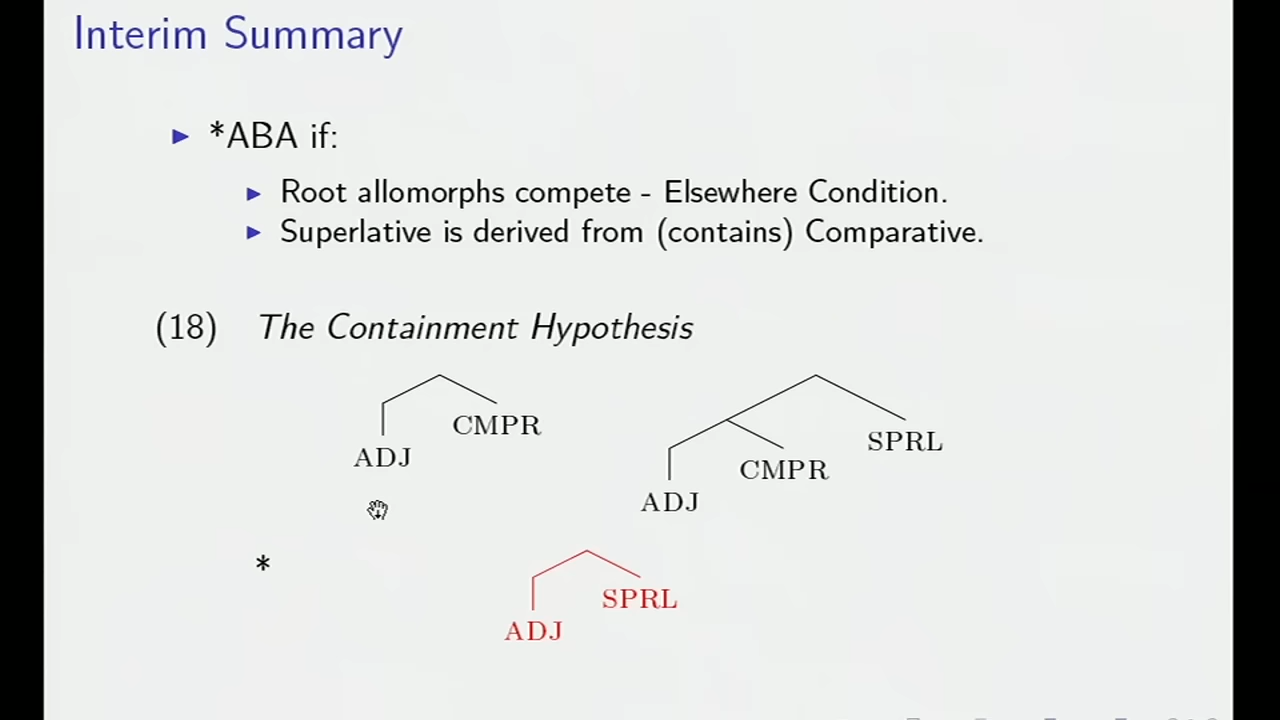 Interim Summary
*ABA if:
Root allomorphs compete - Elsewhere Condition.
Superlative is derived from (contains) Comparative.
(18) The Containment Hypothesis
CMPR
ADJ
SPRL
CMPR
ADJ
*
SPRL
ADJ